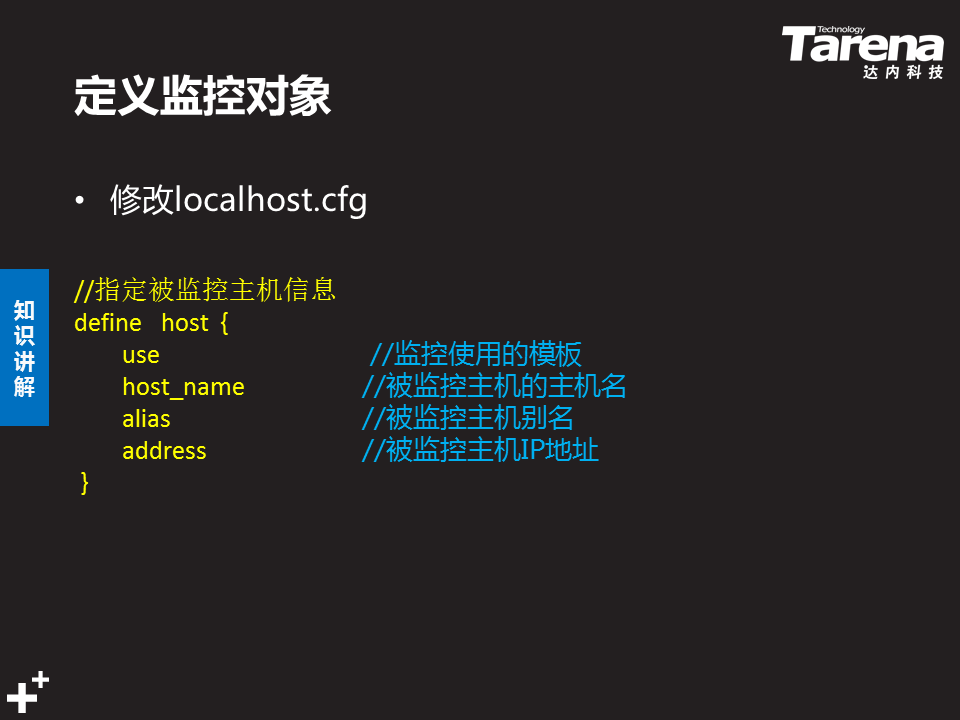 Technology
Tarena
达内科技
定义监控对象
• 修改localhost.cfg
知识讲解
//指定被监控主机信息
define host {
use //监控使用的模板
host_name //被监控主机的主机名
alias //被监控主机别名
address //被监控主机IP地址
}